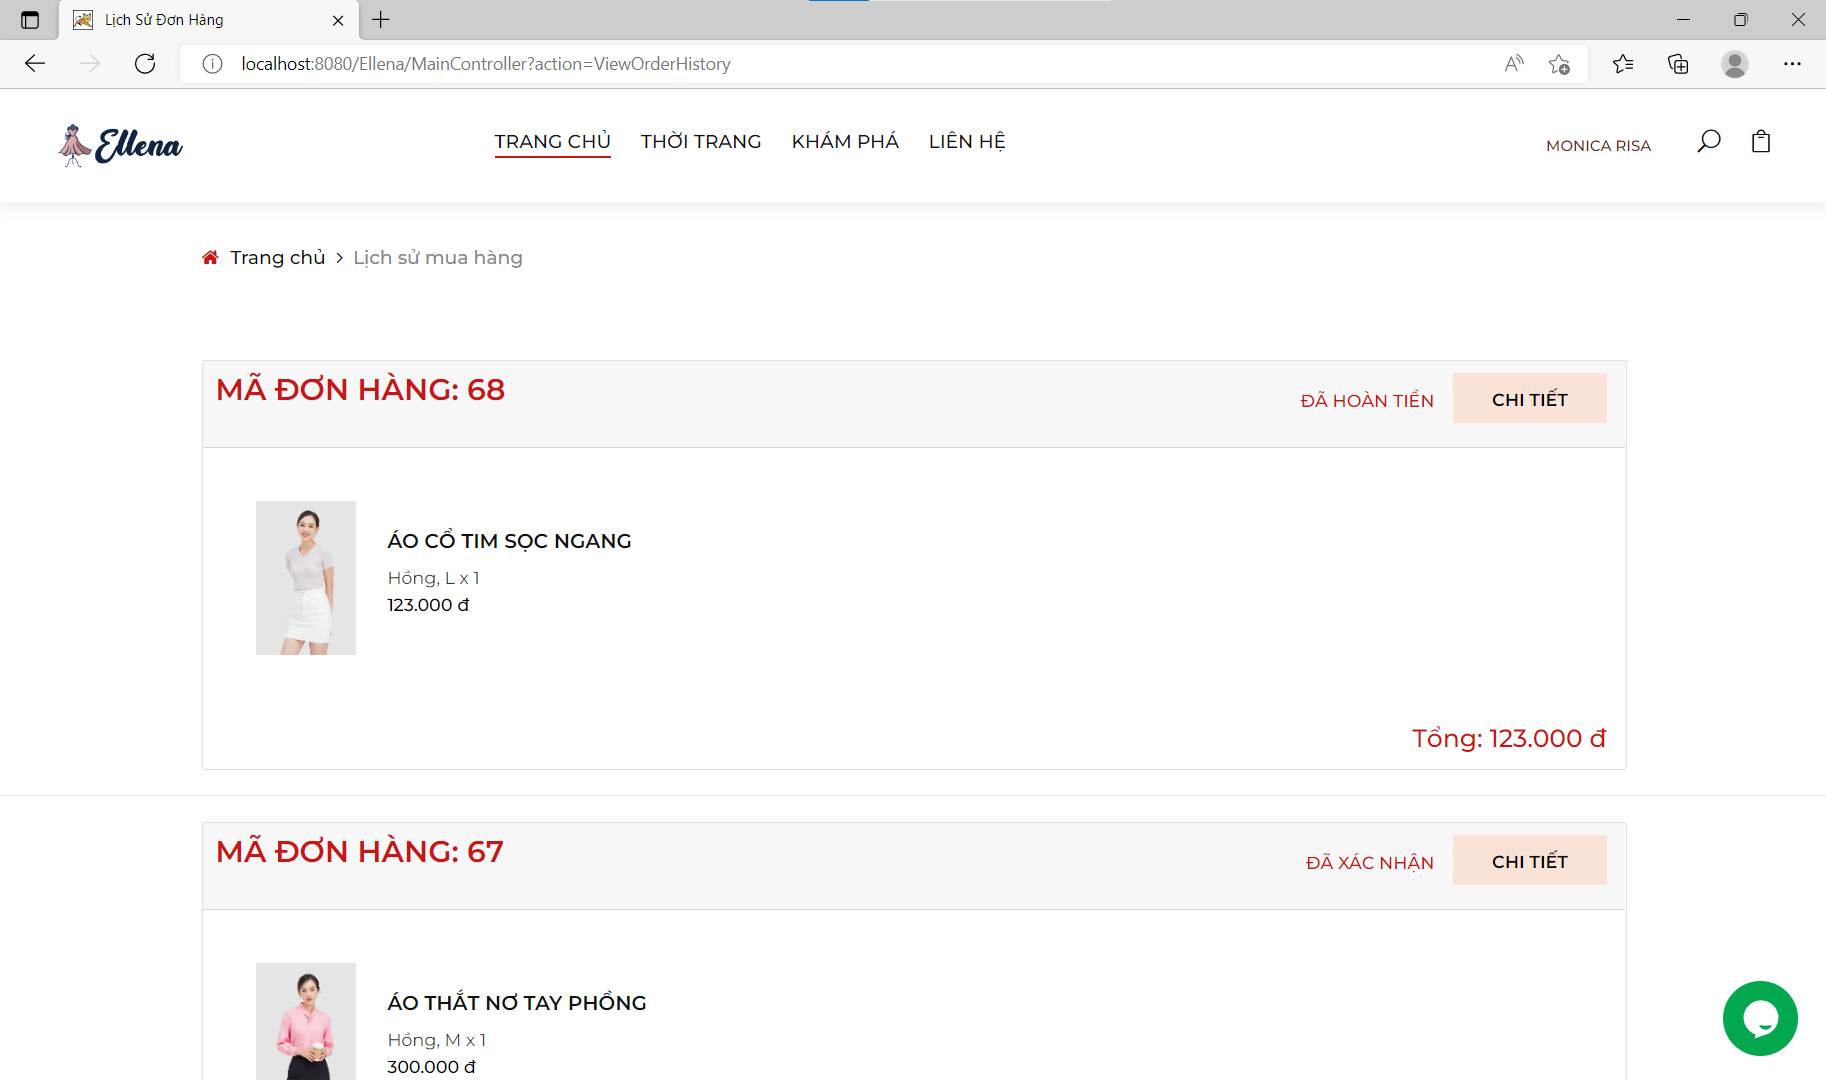 Lịch Sử Đơn Hàng
localhost:8080/Ellena/MainController?action=ViewOrderHistory
Ellena
TRANG CHỦ THỜI TRANG KHÁM PHÁ LIÊN HỆ
MONICA RISA
Trang chủ > Lịch sử mua hàng
MÃ ĐƠN HÀNG: 68
ĐÃ HOÀN TIỀN
CHI TIẾT
ÁO CỔ TIM SỌC NGANG
Hồng, L x 1
123.000 đ
Tổng: 123.000 đ
MÃ ĐƠN HÀNG: 67
ĐÃ XÁC NHẬN
CHI TIẾT
ÁO THẮT NƠ TAY PHỒNG
Hồng, M x 1
300.000 đ